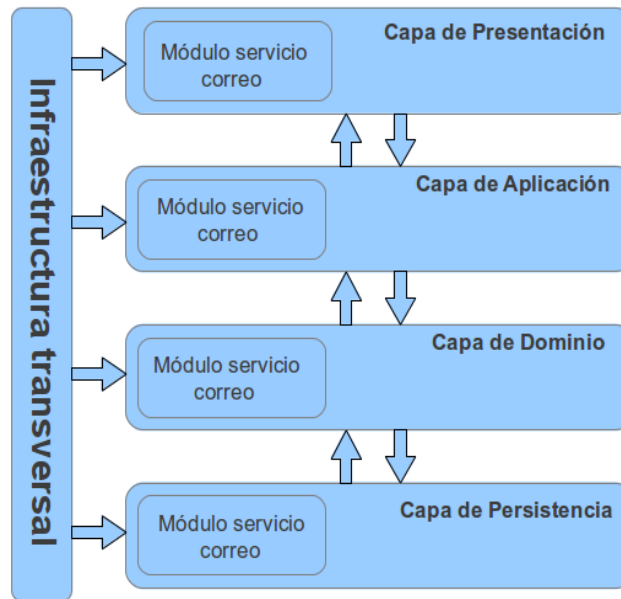 Infraestructura transversal
Capa de Presentación
Módulo servicio
correo
Capa de Aplicación
Módulo servicio
correo
Capa de Dominio
Módulo servicio
correo
Capa de Persistencia
Módulo servicio
correo